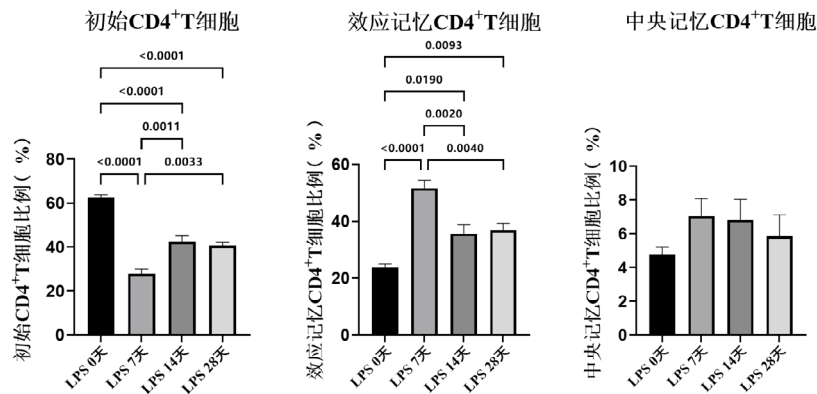 初始CD4⁺T细胞
<0.0001
<0.0001
0.0011
<0.0001
0.0033
初始CD4⁺T细胞比例（%）
80
60
40
20
0
LPS 0天
LPS 7天
LPS 14天
LPS 28天
效应记忆CD4⁺T细胞
0.0093
0.0190
0.0020
<0.0001
0.0040
效应记忆CD4⁺T细胞比例（%）
60
40
20
0
LPS 0天
LPS 7天
LPS 14天
LPS 28天
中央记忆CD4⁺T细胞
中央记忆CD4⁺T细胞比例（%）
10
8
6
4
2
0
LPS 0天
LPS 7天
LPS 14天
LPS 28天